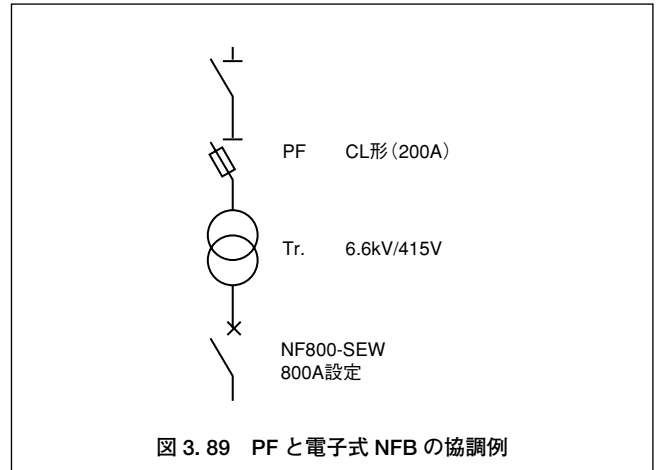 PF CL形（200A）
Tr. 6.6kV/415V
NF800-SEW
800A設定
図 3. 89 PF と電子式 NFB の協調例